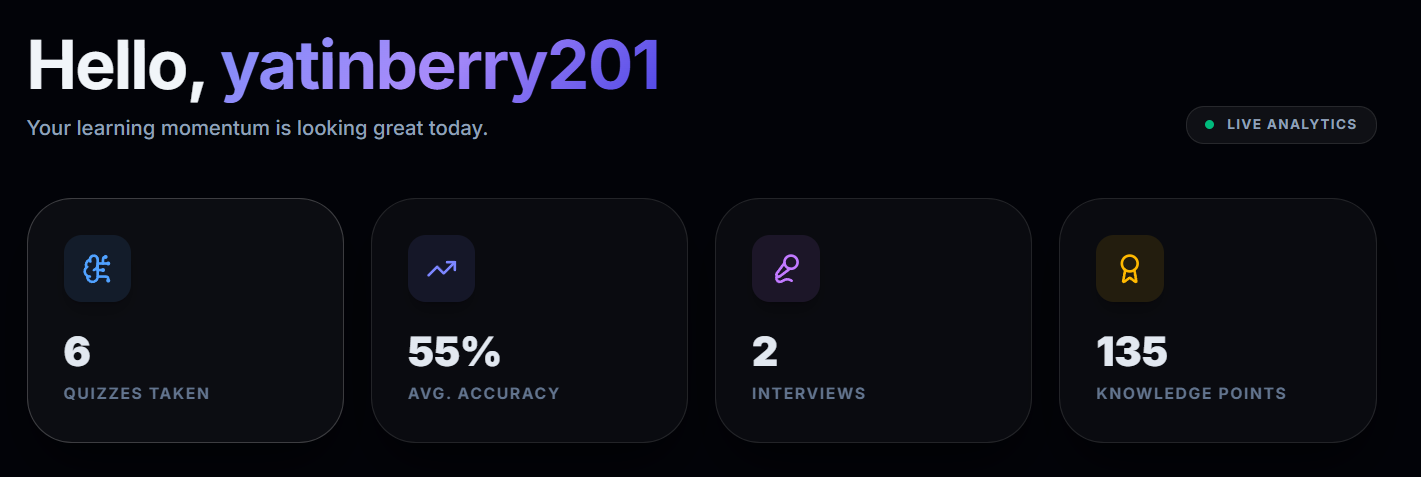 Hello, yatinberry201
Your learning momentum is looking great today.
LIVE ANALYTICS
6
QUIZZES TAKEN
55%
AVG. ACCURACY
2
INTERVIEWS
135
KNOWLEDGE POINTS